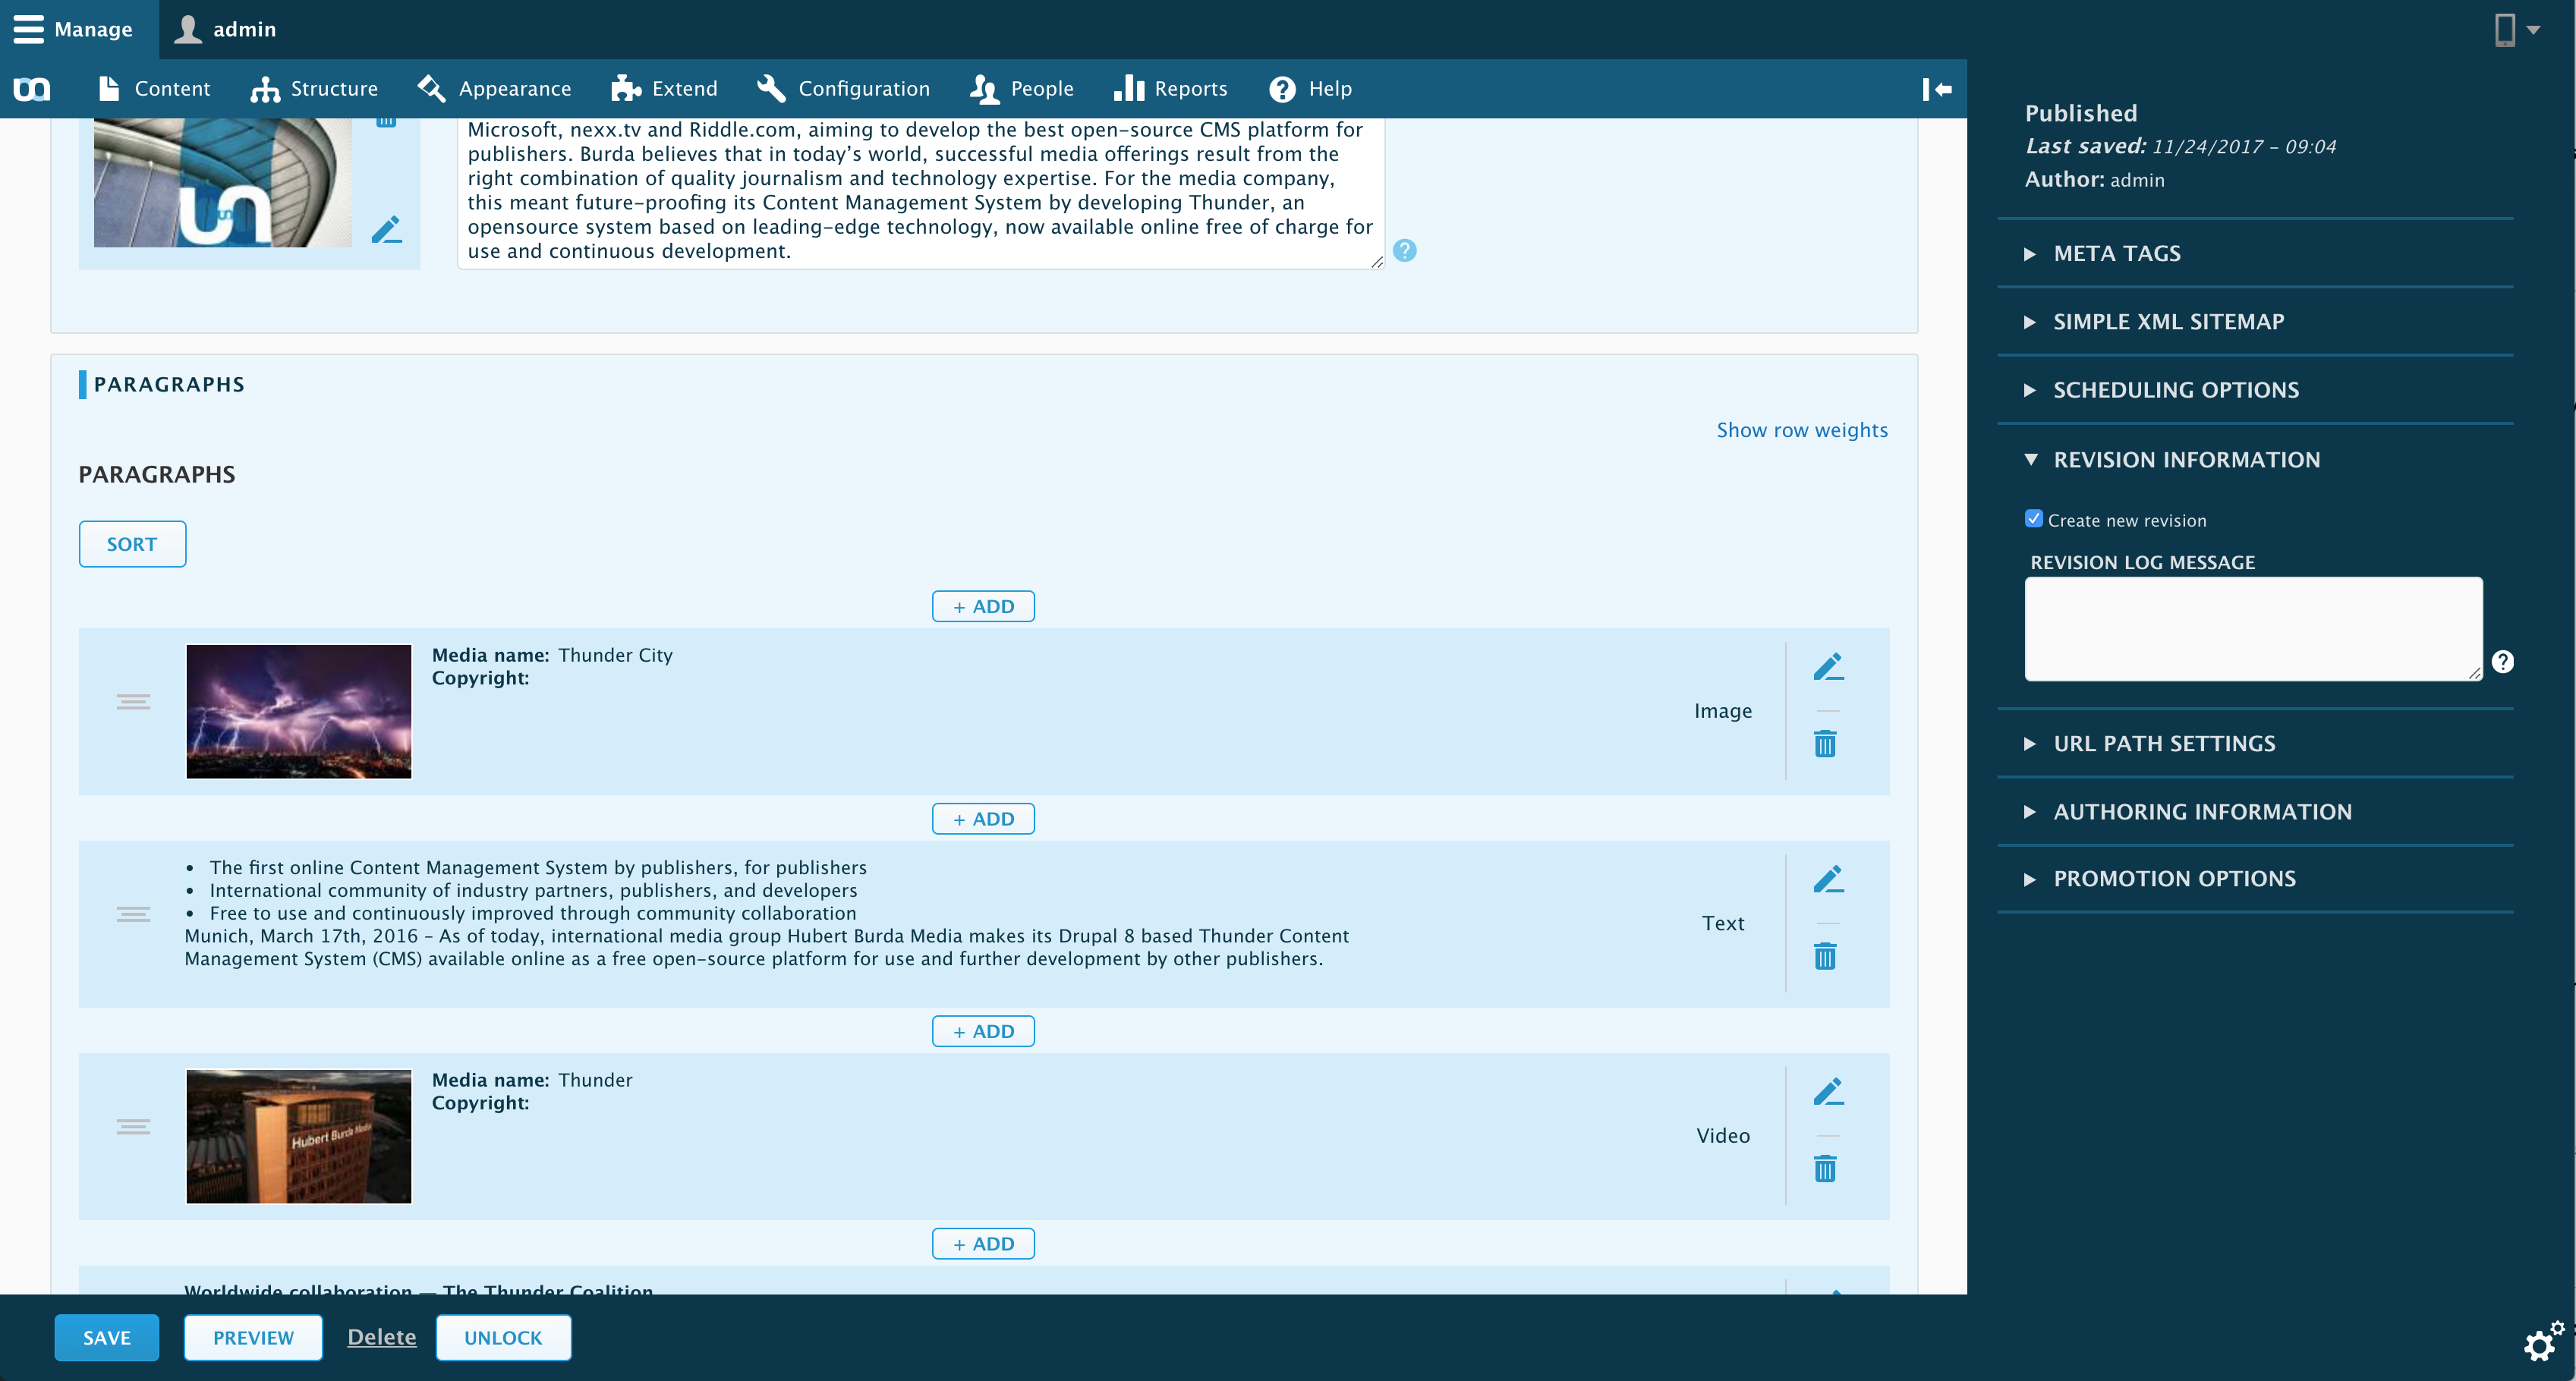 Manage
admin
Content
Structure
Appearance
Extend
Configuration
People
Reports
Help
Microsoft, nexx.tv and Riddle.com, aiming to develop the best open-source CMS platform for
publishers. Burda believes that in today’s world, successful media offerings result from the
right combination of quality journalism and technology expertise. For the media company,
this meant future-proofing its Content Management System by developing Thunder, an
opensource system based on leading-edge technology, now available online free of charge for
use and continuous development.
PARAGRAPHS
Show row weights
PARAGRAPHS
SORT
+ ADD
Media name: Thunder City
Copyright:
Image
+ ADD
• The first online Content Management System by publishers, for publishers
• International community of industry partners, publishers, and developers
• Free to use and continuously improved through community collaboration
Munich, March 17th, 2016 – As of today, international media group Hubert Burda Media makes its Drupal 8 based Thunder Content
Management System (CMS) available online as a free open-source platform for use and further development by other publishers.
Text
+ ADD
Hubert Burda Media
Media name: Thunder
Copyright:
Video
+ ADD
Worldwide collaboration — The Thunder Coalition
SAVE
PREVIEW
Delete
UNLOCK
Published
Last saved: 11/24/2017 – 09:04
Author: admin
META TAGS
SIMPLE XML SITEMAP
SCHEDULING OPTIONS
REVISION INFORMATION
Create new revision
REVISION LOG MESSAGE
URL PATH SETTINGS
AUTHORING INFORMATION
PROMOTION OPTIONS